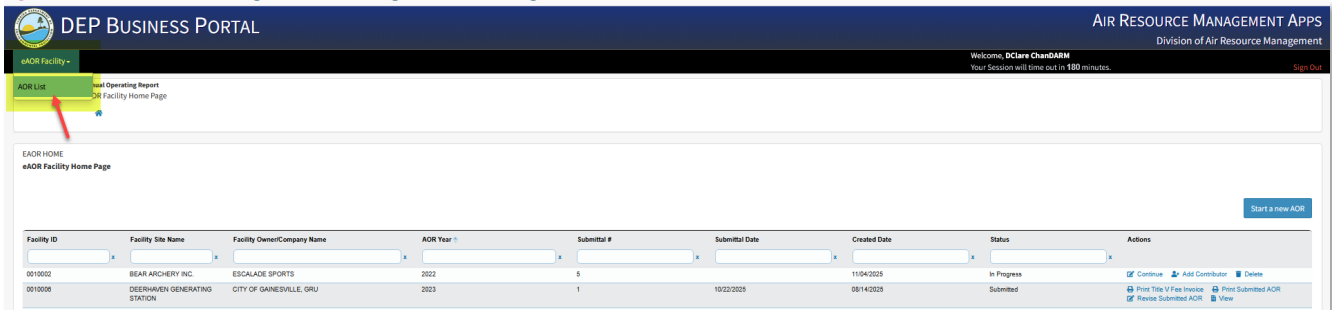 DEP BUSINESS PORTAL
AIR RESOURCE MANAGEMENT APPS
Division of Air Resource Management
eAOR Facility
Welcome, DClare ChanDARM
Your Session will time out in 180 minutes.
Sign Out
AOR List
nual Operating Report
OR Facility Home Page
EAOR HOME
eAOR Facility Home Page
Start a new AOR
Facility ID Facility Site Name Facility Owner/Company Name AOR Year Submittal # Submittal Date Created Date Status Actions
x x x x x x x x
0010002 BEAR ARCHERY INC. ESCALADE SPORTS 2022 5 11/04/2025 In Progress Continue Add Contributor Delete
0010006 DEERHAVEN GENERATING STATION CITY OF GAINESVILLE, GRU 2023 1 10/22/2025 08/14/2025 Submitted Print Title V Fee Invoice Print Submitted AOR
Revise Submitted AOR View